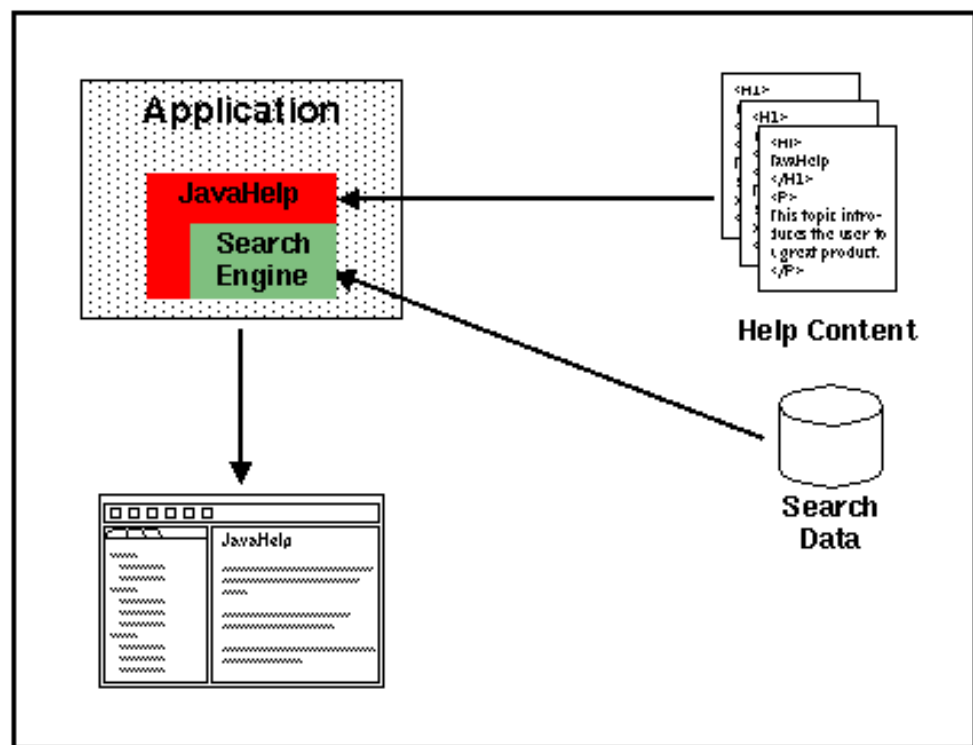 Application
JavaHelp
Search
Engine
<H1>
<H1>
<H1>
JavaHelp
</H1>
<P>
This topic intro-
duces the user to
great product.
</P>
Help Content
Search
Data
JavaHelp